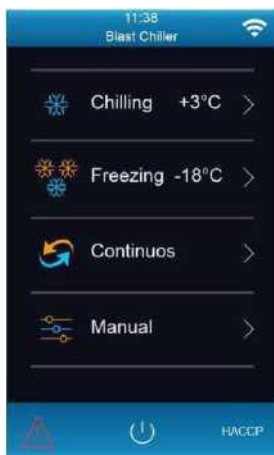 11:38
Blast Chiller
Chilling +3°C
Freezing -18°C
Continuos
Manual
HACCP